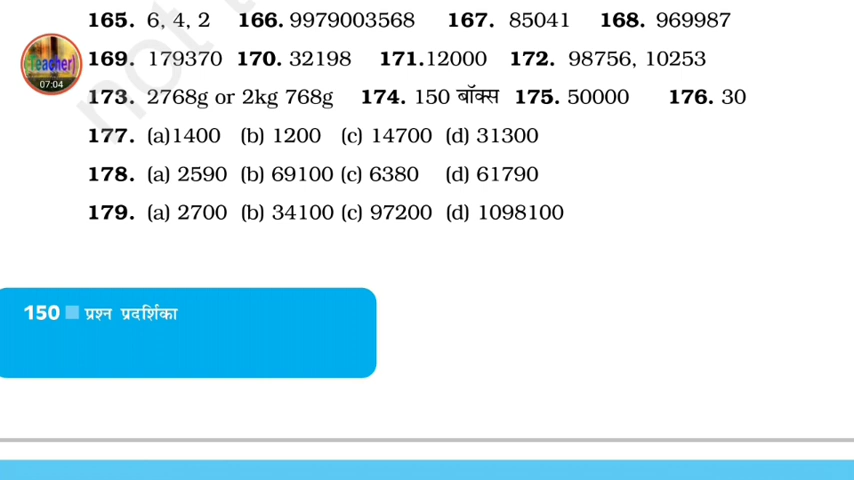 165. 6, 4, 2 166. 9979003568 167. 85041 168. 969987
Teacher
169. 179370 170. 32198 171.12000 172. 98756, 10253
07:04
173. 2768g or 2kg 768g 174. 150 बॉक्स 175. 50000 176. 30
not t
177. (a)1400 (b) 1200 (c) 14700 (d) 31300
178. (a) 2590 (b) 69100 (c) 6380 (d) 61790
179. (a) 2700 (b) 34100 (c) 97200 (d) 1098100
150 प्रश्न प्रदर्शिका